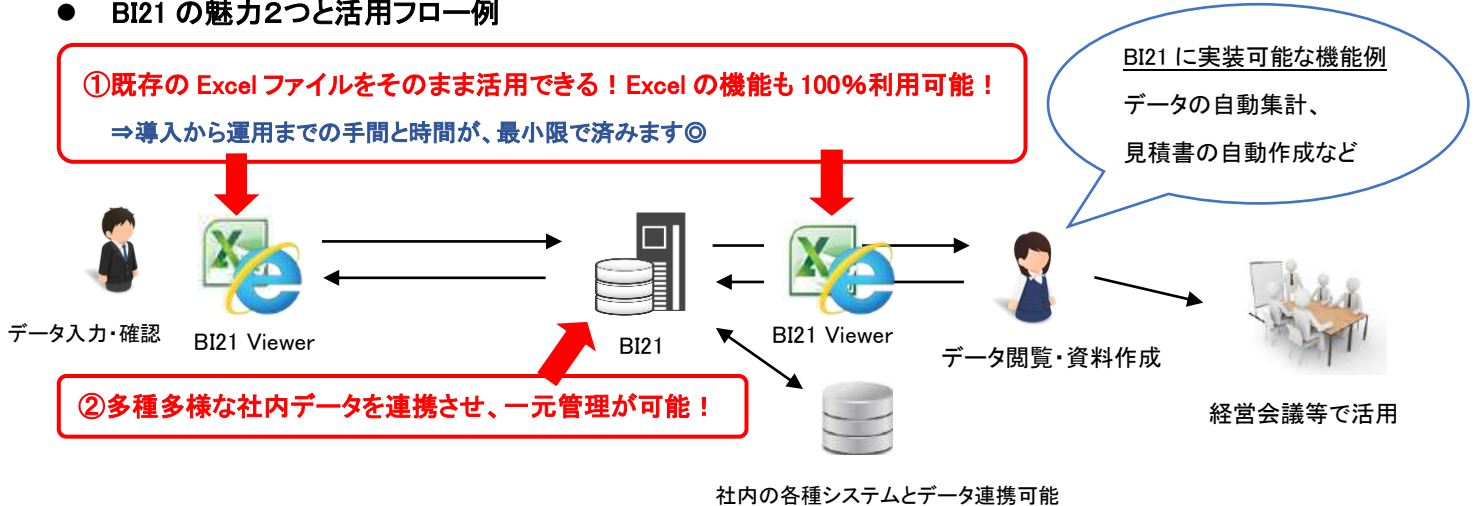 ● BI21 の魅力２つと活用フロー例
①既存の Excel ファイルをそのまま活用できる！Excel の機能も 100％利用可能！
⇒導入から運用までの手間と時間が、最小限で済みます◎
BI21 に実装可能な機能例
データの自動集計、
見積書の自動作成など
データ入力・確認
BI21 Viewer
BI21
BI21 Viewer
データ閲覧・資料作成
経営会議等で活用
②多種多様な社内データを連携させ、一元管理が可能！
社内の各種システムとデータ連携可能